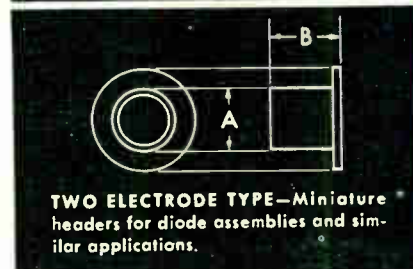 B
A
TWO ELECTRODE TYPE—Miniature
headers for diode assemblies and sim-
ilar applications.